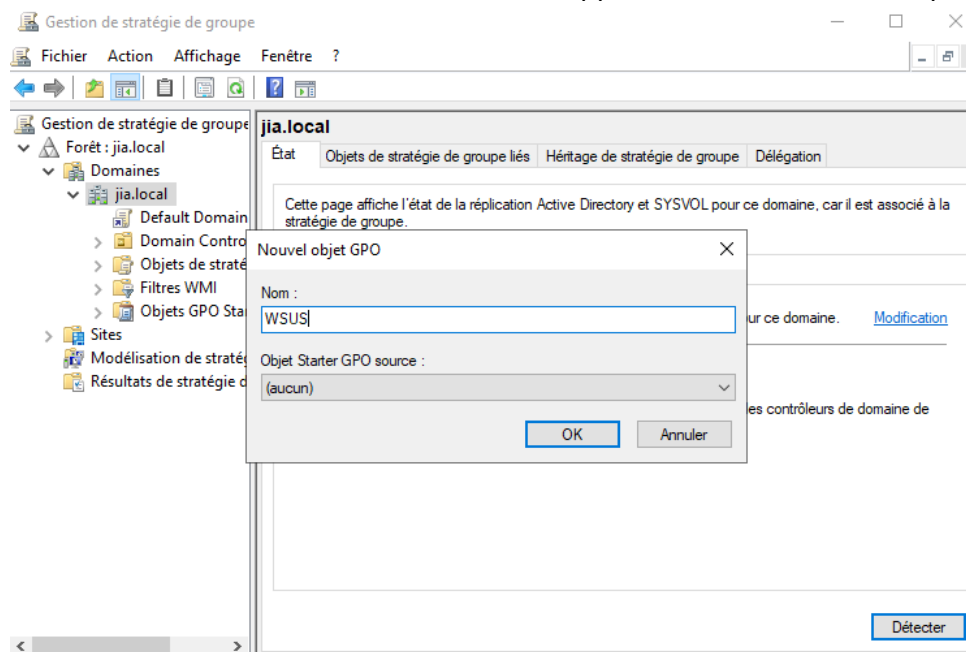 Gestion de stratégie de groupe
Fichier Action Affichage Fenêtre ?
Gestion de stratégie de groupe
Forêt : jia.local
Domaines
jia.local
Default Domain
Domain Contro
Objets de straté
Filtres WMI
Objets GPO Sta
Sites
Modélisation de straté
Résultats de stratégie d
jia.local
État Objets de stratégie de groupe liés Héritage de stratégie de groupe Délégation
Cette page affiche l'état de la réplication Active Directory et SYSVOL pour ce domaine, car il est associé à la
stratégie de groupe.
Nouvel objet GPO
Nom :
WSUS
Objet Starter GPO source :
(aucun)
OK Annuler
ur ce domaine. Modification
les contrôleurs de domaine de
Détecter